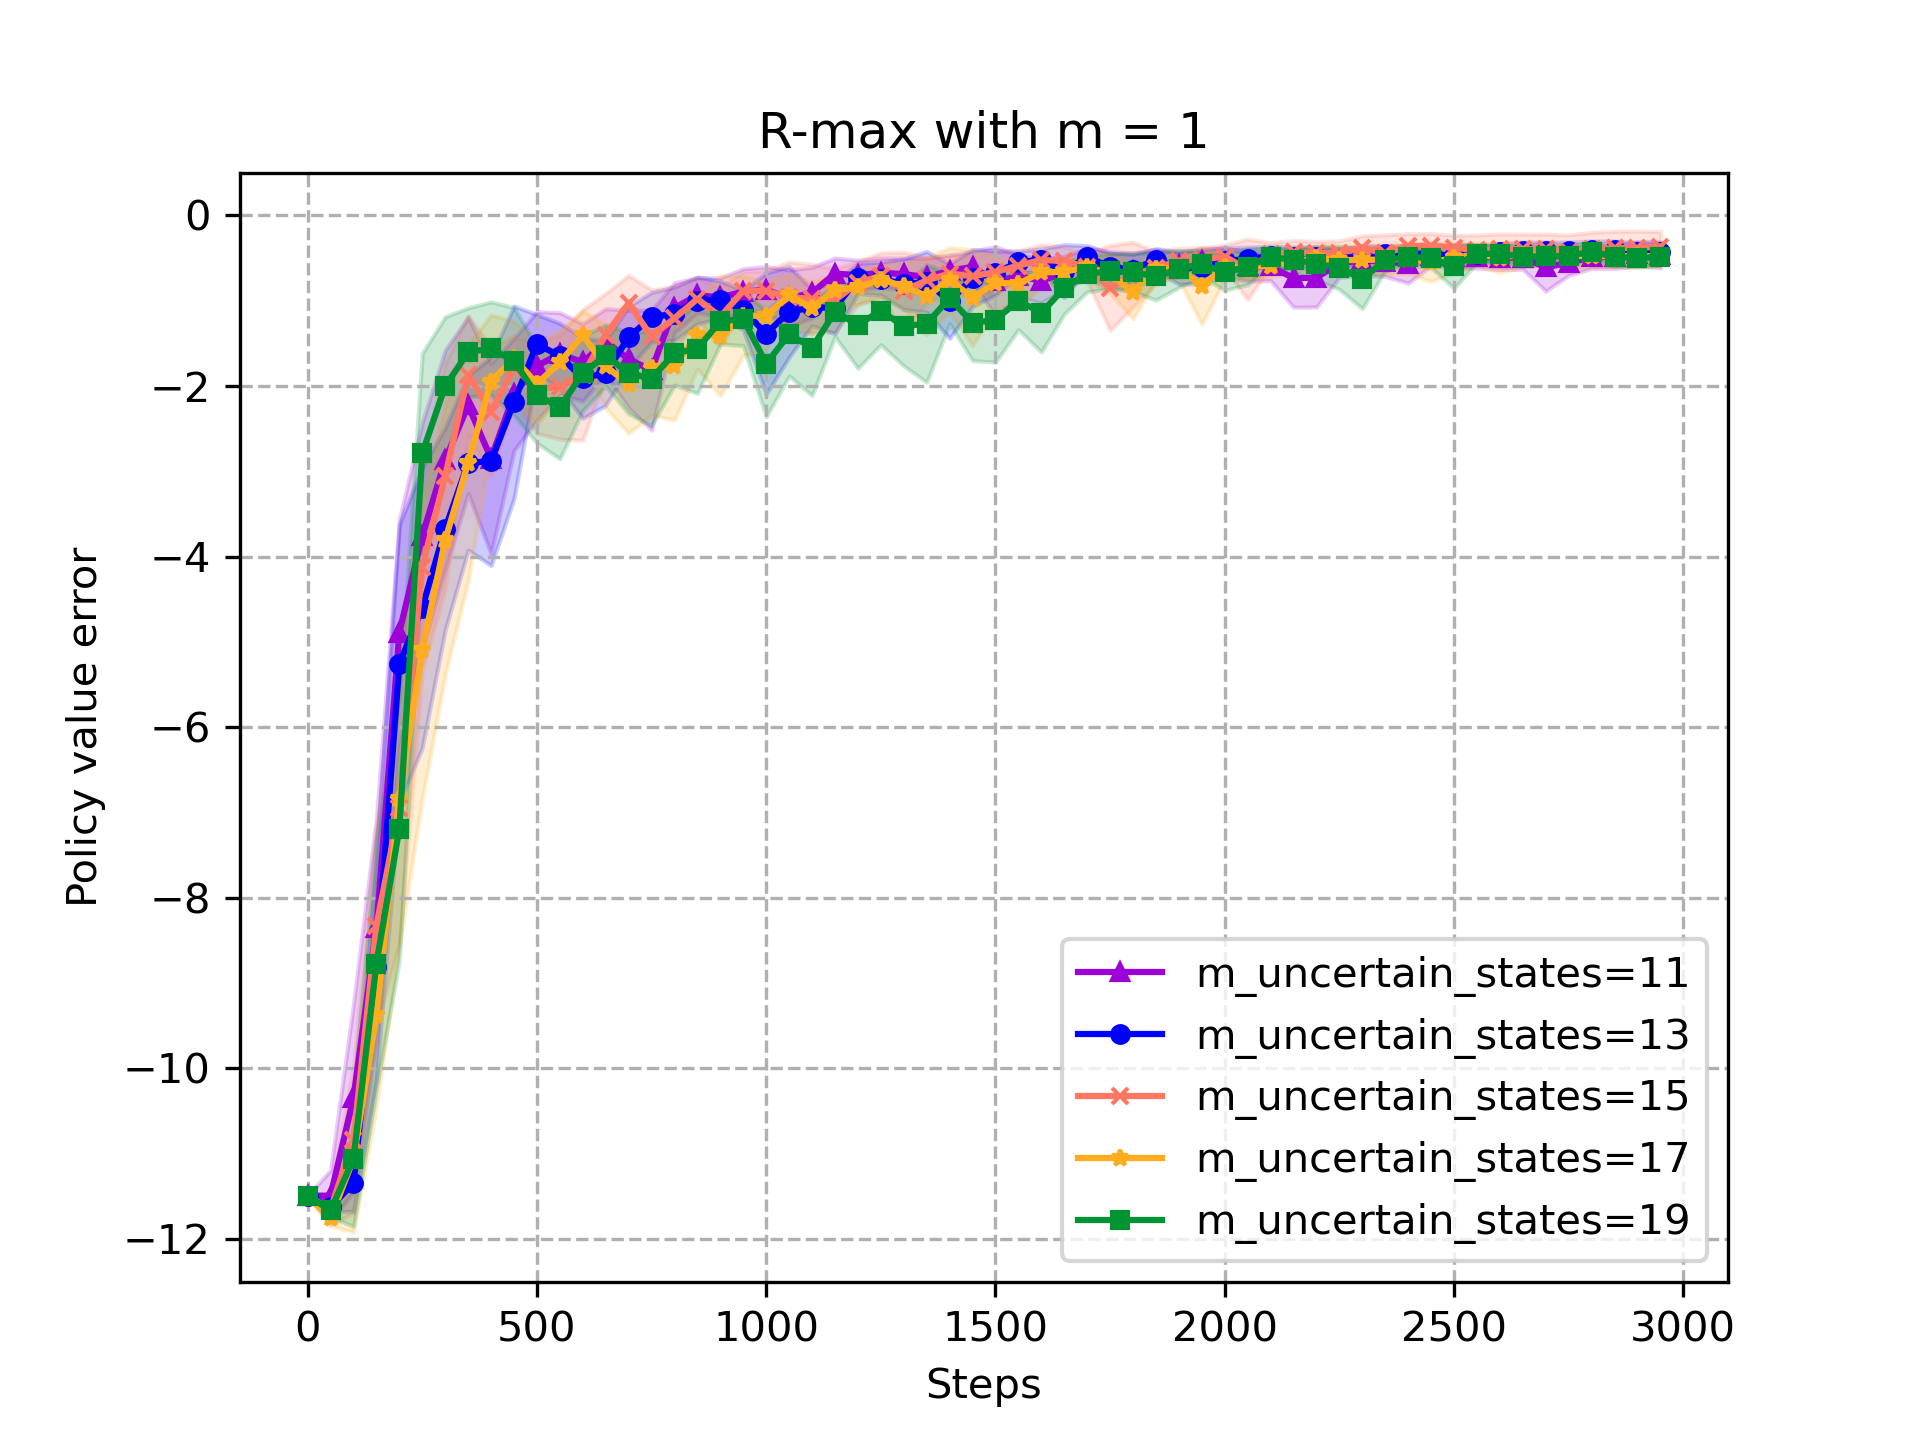 R-max with m = 1
Policy value error
0
−2
−4
−6
−8
−10
−12
m_uncertain_states=11
m_uncertain_states=13
m_uncertain_states=15
m_uncertain_states=17
m_uncertain_states=19
0 500 1000 1500 2000 2500 3000
Steps